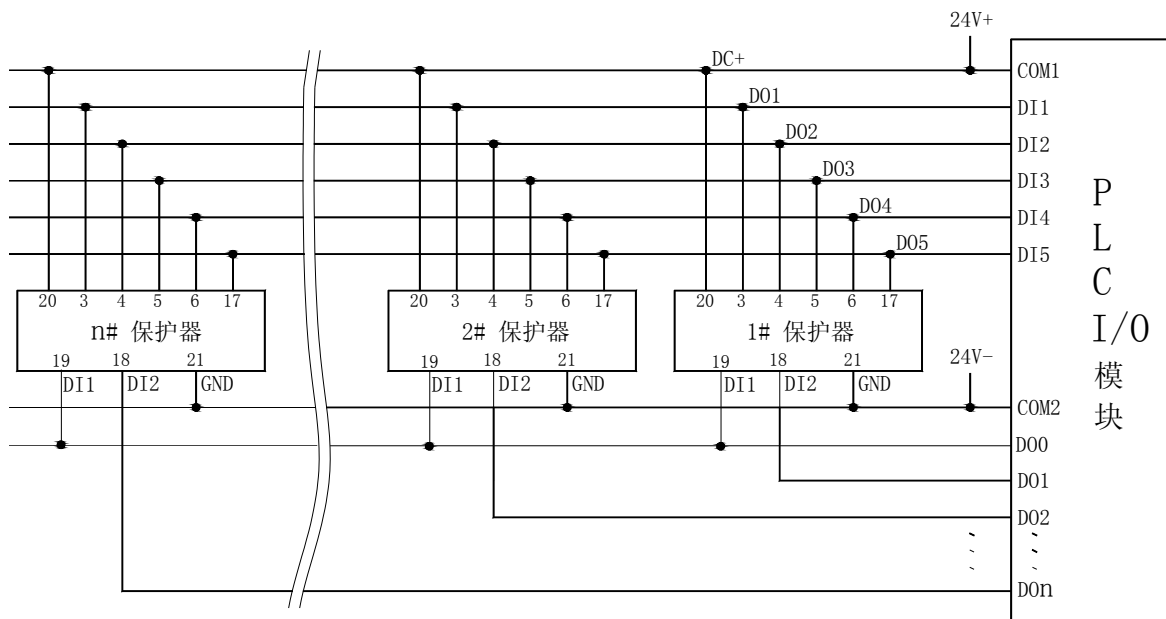 24V+
DC+ COM1
DO1 DI1
DO2 DI2
DO3 DI3
DO4 DI4
DO5 DI5
20 3 4 5 6 17 20 3 4 5 6 17 20 3 4 5 6 17
n# 保护器 2# 保护器 1# 保护器
19 18 21 19 18 21 19 18 21
DI1 DI2 GND DI1 DI2 GND DI1 DI2 GND
24V-
COM2
DO0
DO1
DO2
DOn
PLC I/O 模块